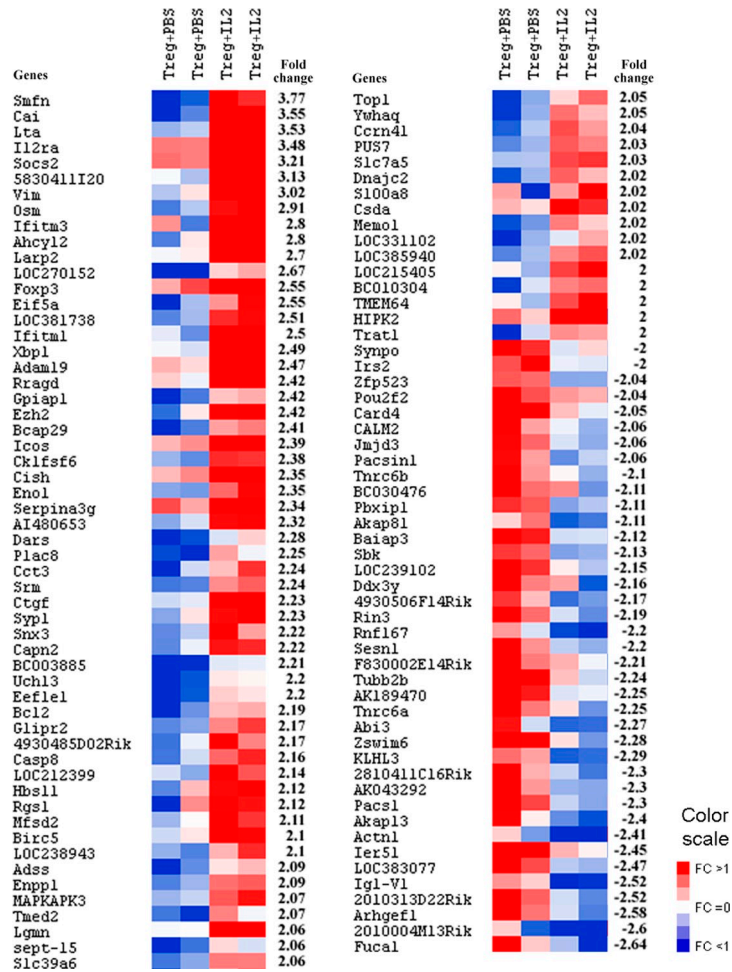 Genes Treg+PBS Treg+PBS Treg+IL2 Treg+IL2 Fold change
Smfn 3.77
Cai 3.55
Lta 3.53
Il2ra 3.48
Socs2 3.21
5830411I20 3.13
Vim 3.02
Osm 2.91
Ifitm3 2.8
Ahcyl2 2.8
Larp2 2.7
LOC270152 2.67
Foxp3 2.55
Eif5a 2.55
LOC381738 2.51
Ifitm1 2.5
Xbp1 2.49
Adam19 2.47
Rragd 2.42
Gpiap1 2.42
Ezh2 2.42
Bcap29 2.41
Icos 2.39
Cklfsf6 2.38
Cish 2.35
Eno1 2.35
Serpina3g 2.34
AI480653 2.32
Dars 2.28
Plac8 2.25
Cct3 2.24
Srm 2.24
Ctgf 2.23
Sypl 2.23
Snx3 2.22
Capn2 2.22
BC003885 2.21
Uchl3 2.2
Eef1e1 2.2
Bcl2 2.19
Glipr2 2.17
4930485D02Rik 2.17
Casp8 2.16
LOC212399 2.14
Hbs1l 2.12
Rgs1 2.12
Mfsd2 2.11
Birc5 2.1
LOC238943 2.1
Adss 2.09
Enpp1 2.09
MAPKAPK3 2.07
Tmed2 2.07
Lgmn 2.06
sept-15 2.06
Slc39a6 2.06
Genes Treg+PBS Treg+PBS Treg+IL2 Treg+IL2 Fold change
Top1 2.05
Ywhaq 2.05
Ccrn4l 2.04
PUS7 2.03
Slc7a5 2.03
Dnajc2 2.02
S100a8 2.02
Csda 2.02
Memo1 2.02
LOC331102 2.02
LOC385940 2.02
LOC215405 2
BC010304 2
TMEM64 2
HIPK2 2
Trat1 2
Synpo -2
Irs2 -2
Zfp523 -2.04
Pou2f2 -2.04
Card4 -2.05
CALM2 -2.06
Jmjd3 -2.06
Pacsin1 -2.06
Tnrc6b -2.1
BC030476 -2.11
Pbxip1 -2.11
Akap8l -2.11
Baiap3 -2.12
Sbk -2.13
LOC239102 -2.15
Ddx3y -2.16
4930506F14Rik -2.17
Rin3 -2.19
Rnf167 -2.2
Sesn1 -2.2
F830002E14Rik -2.21
Tubb2b -2.24
AK189470 -2.25
Tnrc6a -2.25
Abi3 -2.27
Zswim6 -2.28
KLHL3 -2.29
2810411C16Rik -2.3
AK043292 -2.3
Pacs1 -2.3
Akap13 -2.4
Actn1 -2.41
Ier5l -2.45
LOC383077 -2.47
Igl-V1 -2.52
2010313D22Rik -2.52
Arhgef1 -2.58
2010004M13Rik -2.6
Fuca1 -2.64
Color
scale
FC >1
FC =0
FC <1